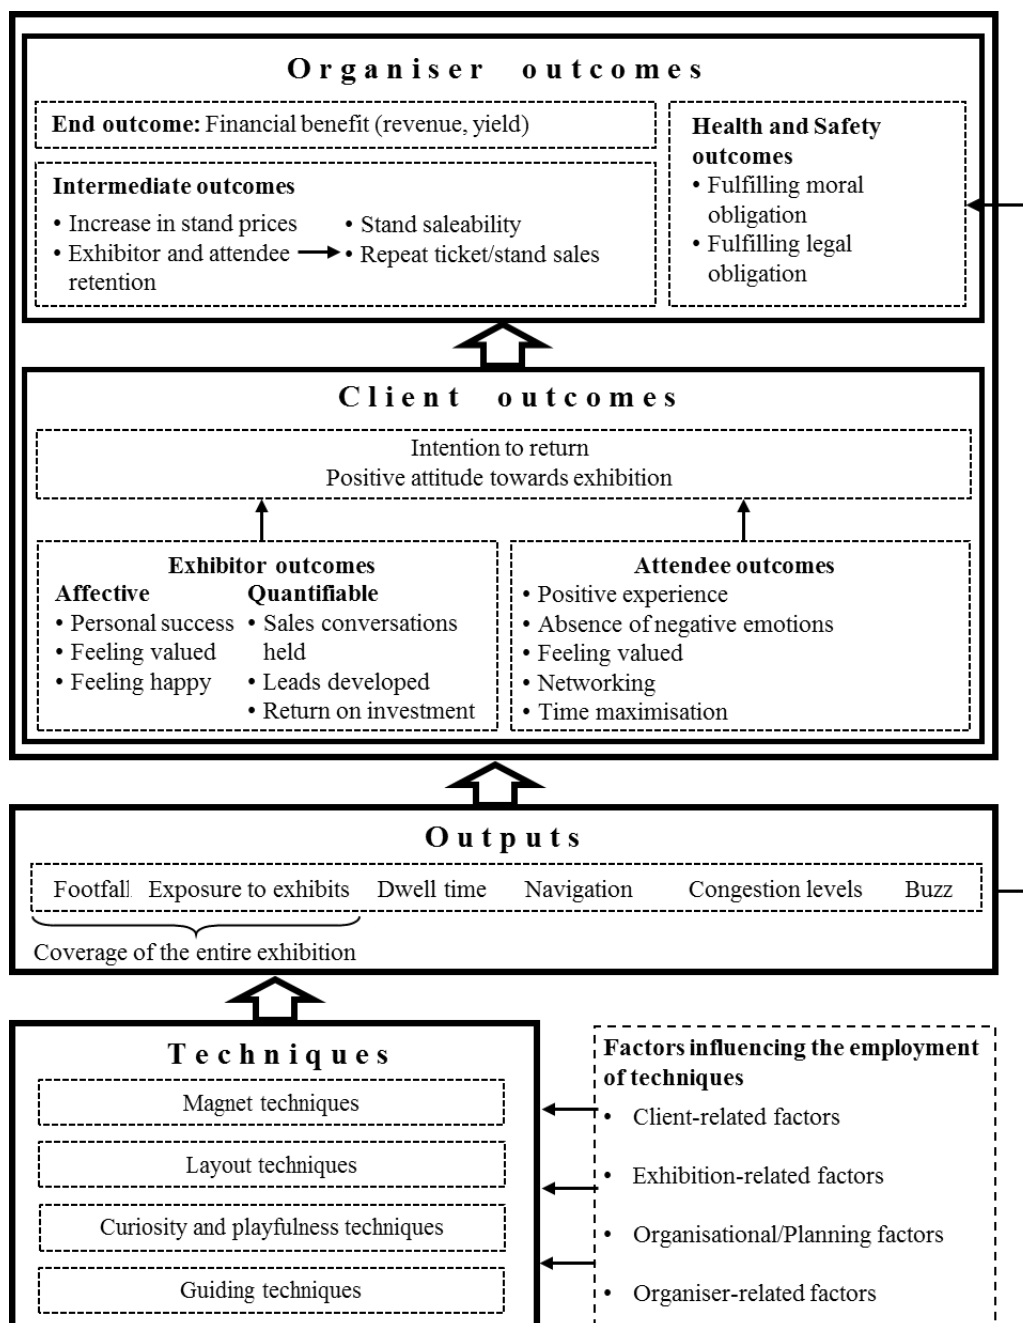 Organiser outcomes
End outcome: Financial benefit (revenue, yield)
Intermediate outcomes
• Increase in stand prices
• Exhibitor and attendee
retention
• Stand saleability
• Repeat ticket/stand sales
Health and Safety
outcomes
• Fulfilling moral
obligation
• Fulfilling legal
obligation
Client outcomes
Intention to return
Positive attitude towards exhibition
Exhibitor outcomes
Affective
• Personal success
• Feeling valued
• Feeling happy
Quantifiable
• Sales conversations
held
• Leads developed
• Return on investment
Attendee outcomes
• Positive experience
• Absence of negative emotions
• Feeling valued
• Networking
• Time maximisation
Outputs
Footfall Exposure to exhibits Dwell time Navigation Congestion levels Buzz
Coverage of the entire exhibition
Techniques
Magnet techniques
Layout techniques
Curiosity and playfulness techniques
Guiding techniques
Factors influencing the employment
of techniques
• Client-related factors
• Exhibition-related factors
• Organisational/Planning factors
• Organiser-related factors